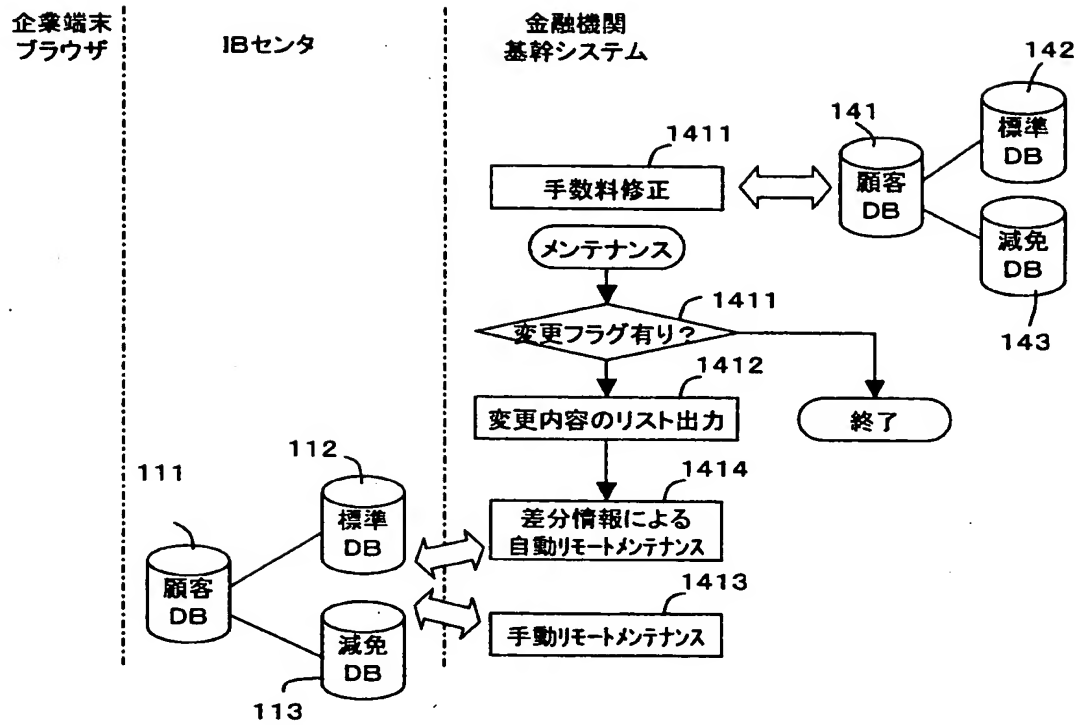 企業端末
ブラウザ
IBセンタ
金融機関
基幹システム
142
標準
DB
141
顧客
DB
1411
手数料修正
減免
DB
143
メンテナンス
1411
変更フラグ有り？
1412
変更内容のリスト出力
終了
1414
差分情報による
自動リモートメンテナンス
111
112
標準
DB
顧客
DB
1413
手動リモートメンテナンス
減免
DB
113